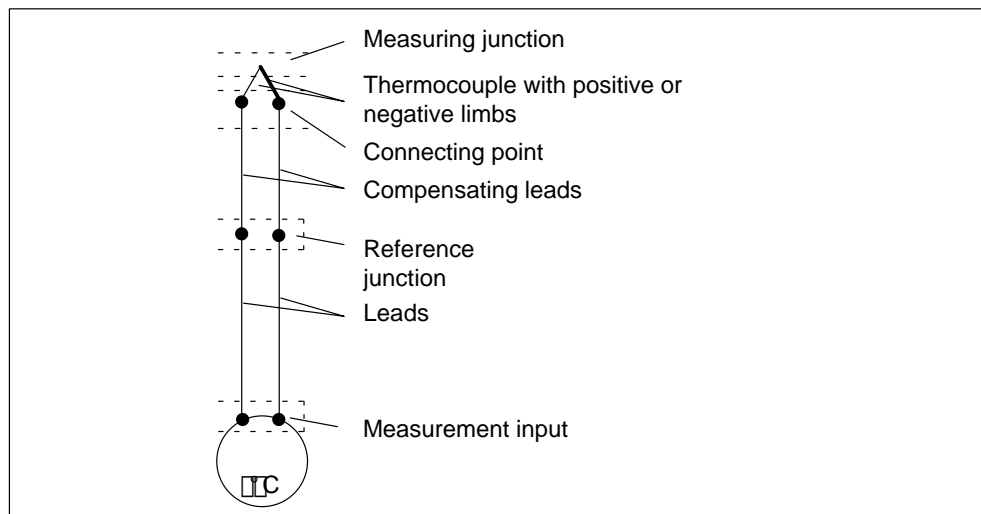 Measuring junction
Thermocouple with positive or
negative limbs
Connecting point
Compensating leads
Reference
junction
Leads
Measurement input
°C